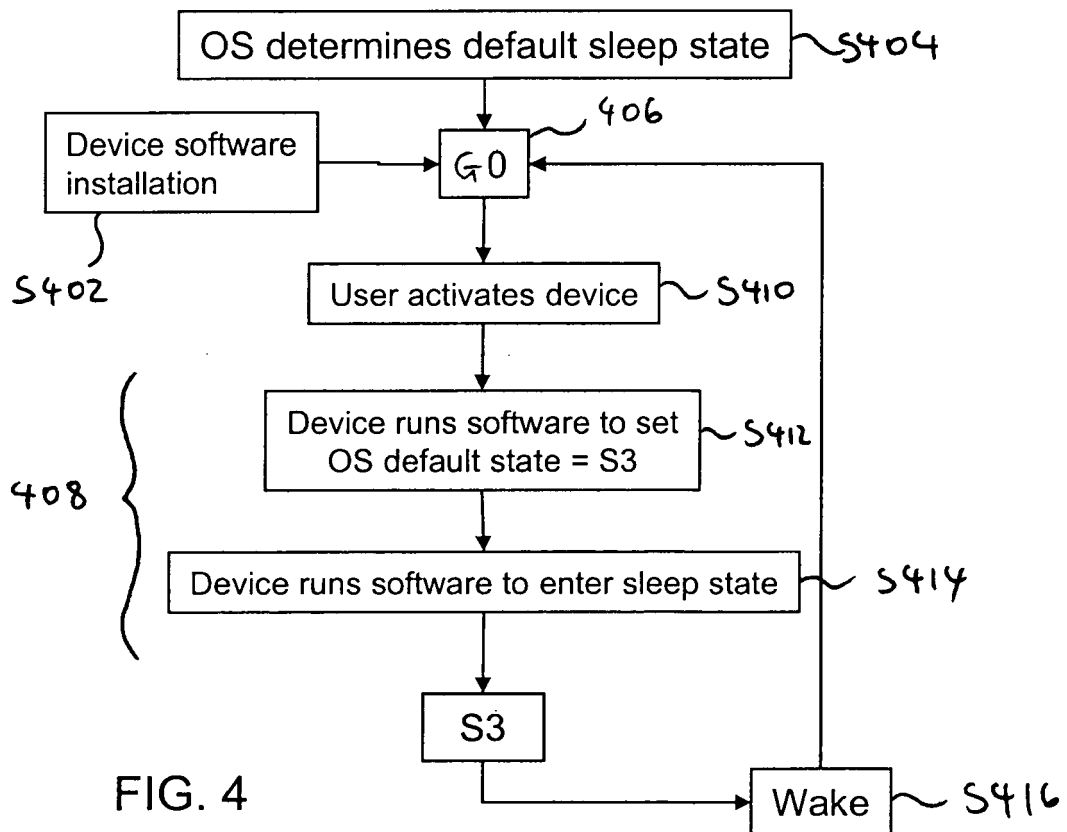 OS determines default sleep state
S404
406
Device software
installation
G0
S402
User activates device
S410
Device runs software to set
OS default state = S3
S412
408
Device runs software to enter sleep state
S414
S3
FIG. 4
Wake
S416